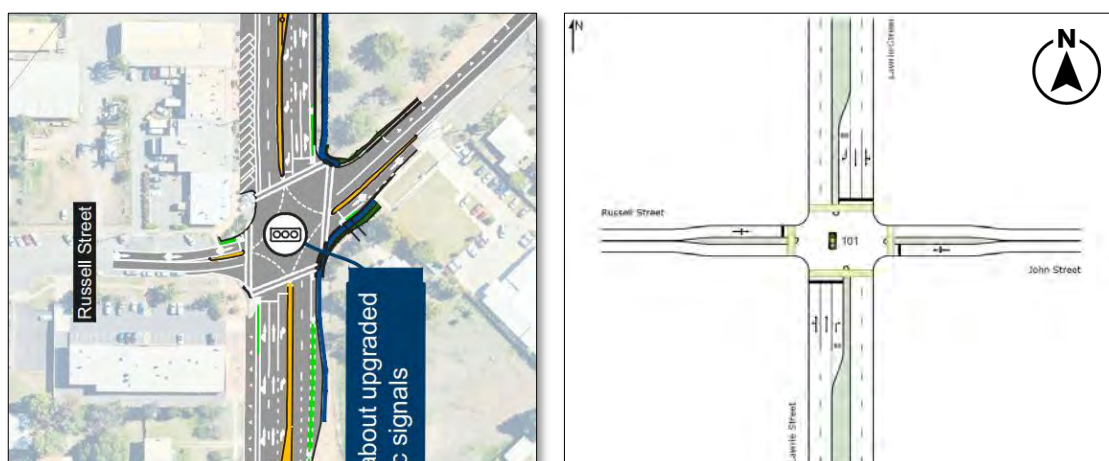 Russell Street
about upgraded
c signals
N
N
Lawrie Street
Russell Street
101
John Street
Lawrie Street